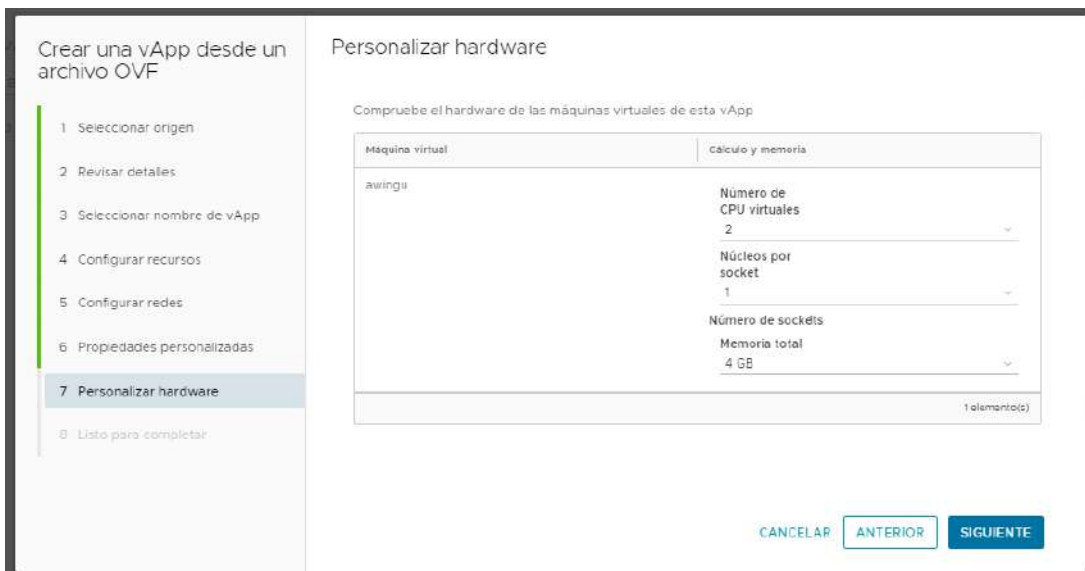 Crear una vApp desde un
archivo OVF
1 Seleccionar origen
2 Revisar detalles
3 Seleccionar nombre de vApp
4 Configurar recursos
5 Configurar redes
6 Propiedades personalizadas
7 Personalizar hardware
8 Listo para completar
Personalizar hardware
Compruebe el hardware de las máquinas virtuales de esta vApp
Máquina virtual
Cálculo y memoria
awingu
Número de
CPU virtuales
2
Núcleos por
socket
1
Número de sockets
Memoria total
4 GB
1 elemento(s)
CANCELAR
ANTERIOR
SIGUIENTE